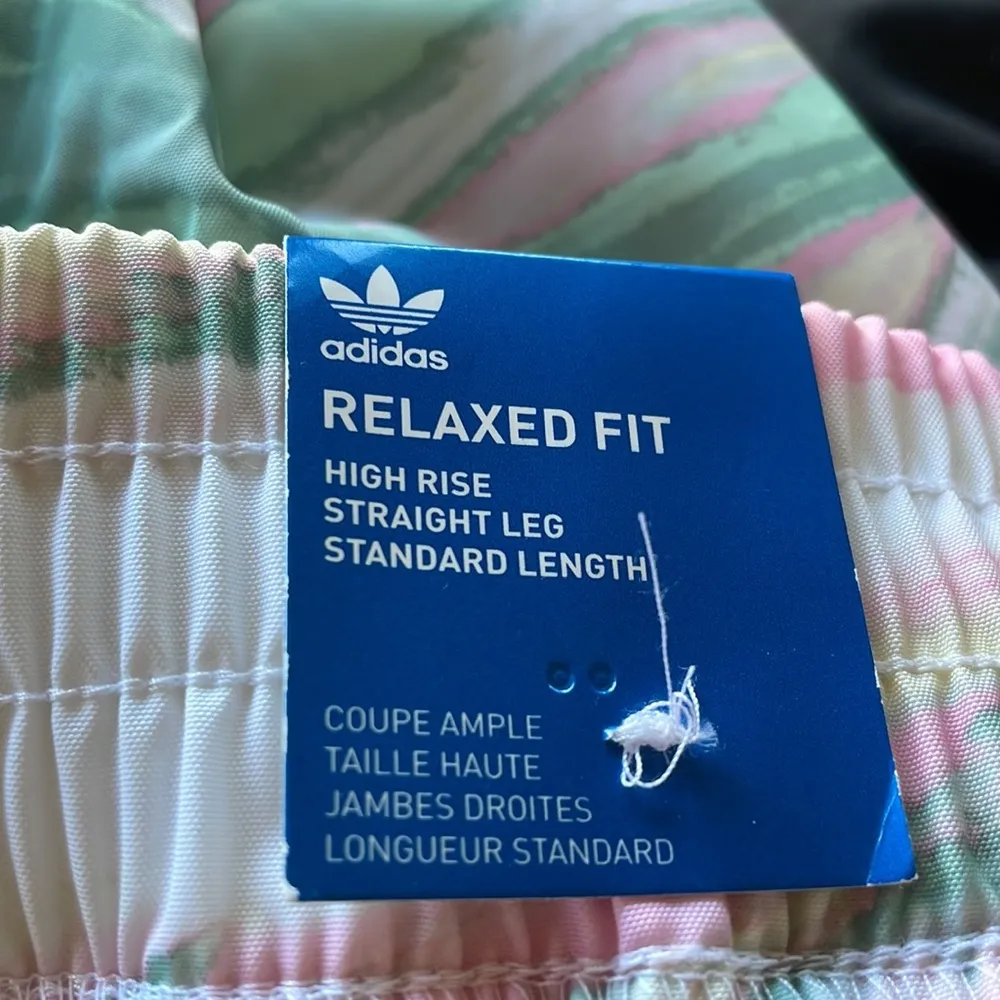 adidas
RELAXED FIT
HIGH RISE
STRAIGHT LEG
STANDARD LENGTH
COUPE AMPLE
TAILLE HAUTE
JAMBES DROITES
LONGUEUR STANDARD